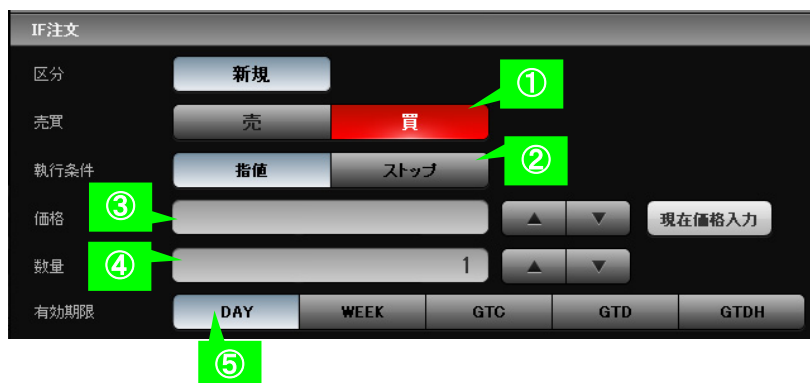 IF注文
区分 新規
①
売買 売 買
②
執行条件 指値 ストップ
③
価格 ▲ ▼ 現在価格入力
④
数量 1 ▲ ▼
有効期限 DAY WEEK GTC GTD GTDH
⑤